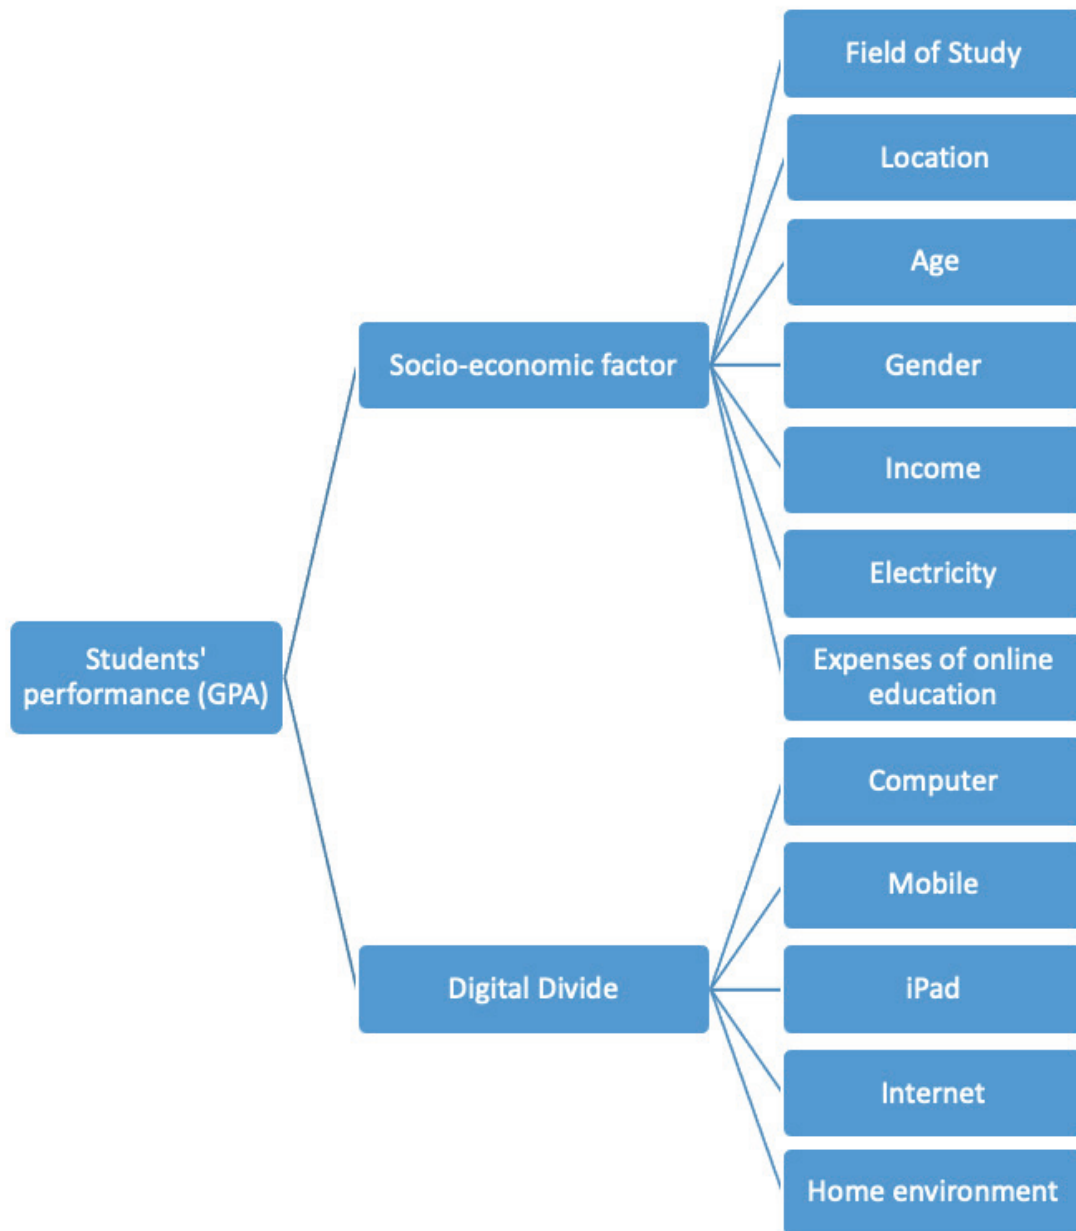 Field of Study
Location
Age
Socio-economic factor
Gender
Income
Electricity
Students'
performance (GPA)
Expenses of online
education
Computer
Mobile
Digital Divide
iPad
Internet
Home environment